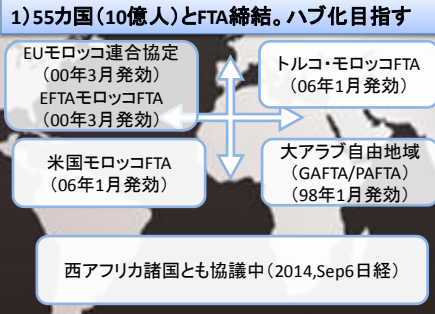 1）55カ国（10億人）とFTA締結。ハブ化目指す
EUモロッコ連合協定
（00年3月発効）
EFTAモロッコFTA
（00年3月発効）
トルコ・モロッコFTA
（06年1月発効）
米国モロッコFTA
（06年1月発効）
大アラブ自由地域
（GAFTA/PAFTA）
（98年1月発効）
西アフリカ諸国とも協議中（2014,Sep6日経）